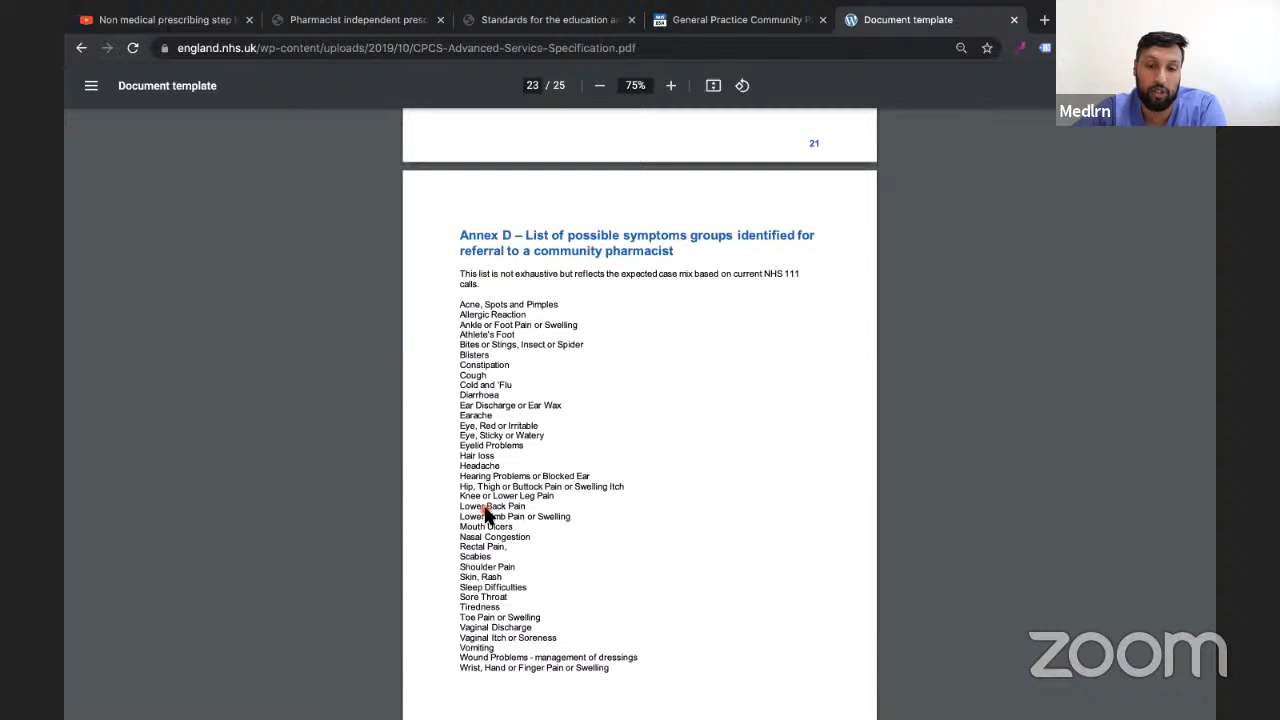 Non medical prescribing step
Pharmacist independent presc
Standards for the education a
General Practice Community P
Document template
england.nhs.uk/wp-content/uploads/2019/10/CPCS-Advanced-Service-Specification.pdf
Document template
23 / 25
75%
Medlrn
21
Annex D – List of possible symptoms groups identified for
referral to a community pharmacist
This list is not exhaustive but reflects the expected case mix based on current NHS 111
calls.
Acne, Spots and Pimples
Allergic Reaction
Ankle or Foot Pain or Swelling
Athlete's Foot
Bites or Stings, Insect or Spider
Blisters
Constipation
Cough
Cold and 'Flu
Diarrhoea
Ear Discharge or Ear Wax
Earache
Eye, Red or Irritable
Eye, Sticky or Watery
Eyelid Problems
Hair loss
Headache
Hearing Problems or Blocked Ear
Hip, Thigh or Buttock Pain or Swelling Itch
Knee or Lower Leg Pain
Lower Back Pain
Lower Limb Pain or Swelling
Mouth Ulcers
Nasal Congestion
Rectal Pain,
Scabies
Shoulder Pain
Skin, Rash
Sleep Difficulties
Sore Throat
Tiredness
Toe Pain or Swelling
Vaginal Discharge
Vaginal Itch or Soreness
Vomiting
Wound Problems - management of dressings
Wrist, Hand or Finger Pain or Swelling
zoom